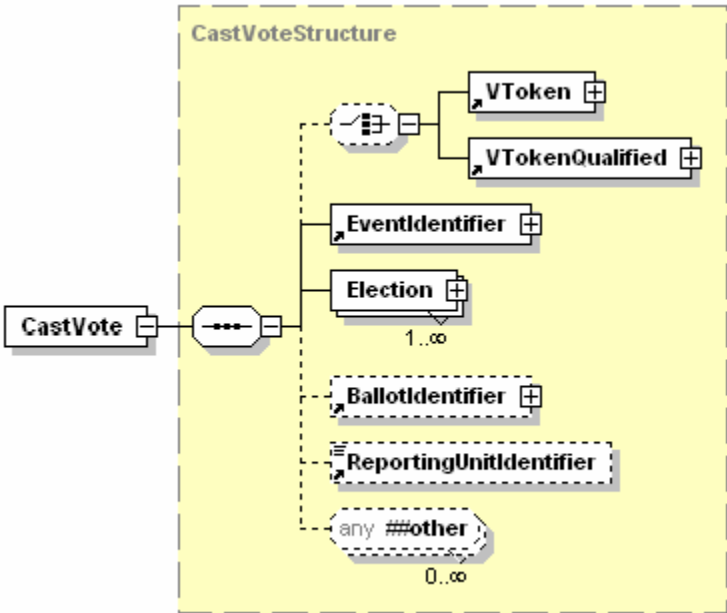 CastVoteStructure
VToken
VTokenQualified
EventIdentifier
Election
1..∞
CastVote
BallotIdentifier
ReportingUnitIdentifier
any ##other
0..∞